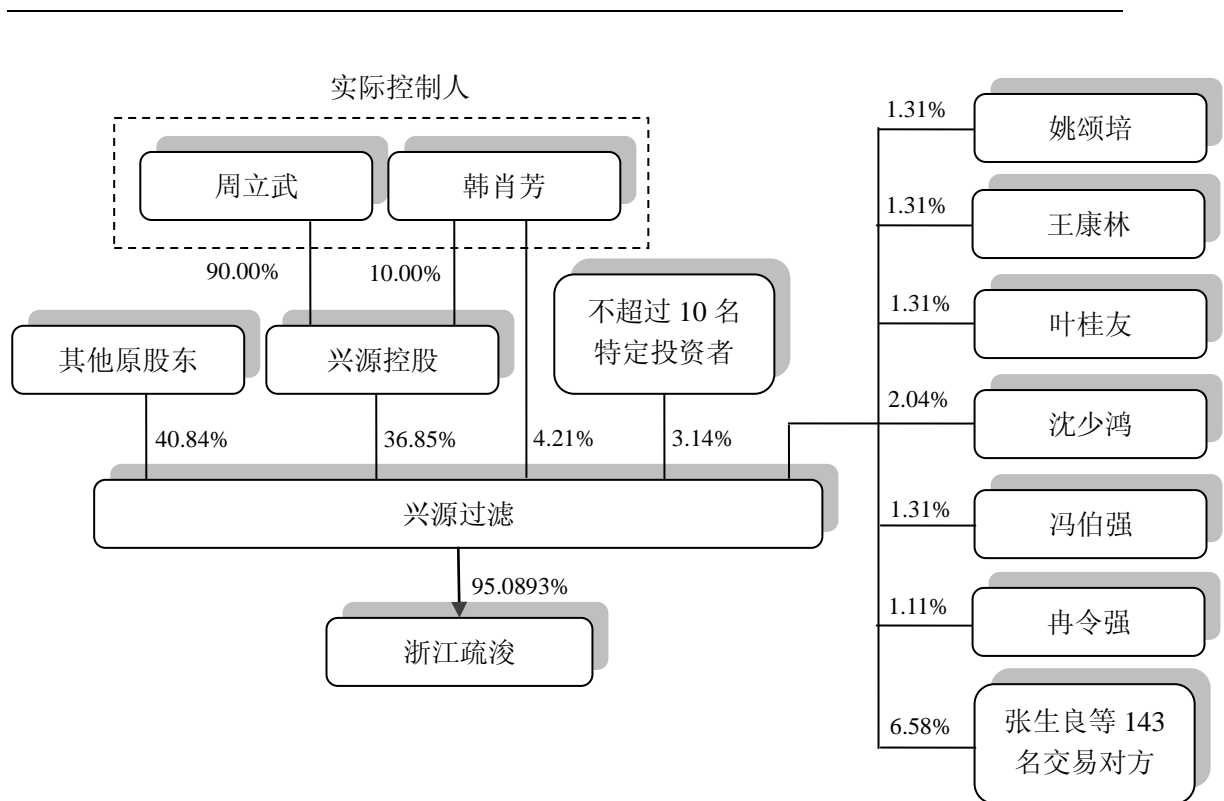 实际控制人
周立武
韩肖芳
90.00%
10.00%
其他原股东
兴源控股
不超过 10 名
特定投资者
40.84%
36.85%
4.21%
3.14%
兴源过滤
95.0893%
浙江疏浚
1.31%
姚颂培
1.31%
王康林
1.31%
叶桂友
2.04%
沈少鸿
1.31%
冯伯强
1.11%
冉令强
6.58%
张生良等 143
名交易对方